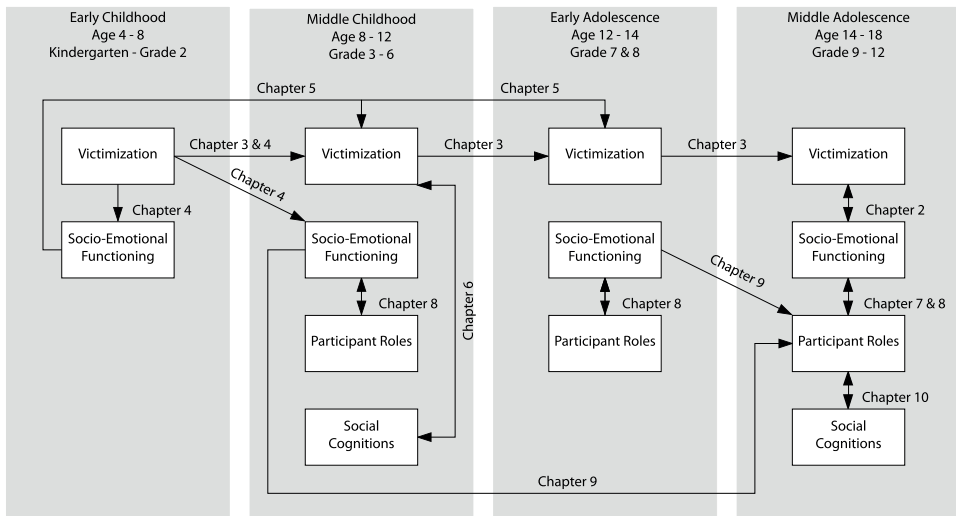 Early Childhood
Age 4 - 8
Kindergarten - Grade 2
Middle Childhood
Age 8 - 12
Grade 3 - 6
Early Adolescence
Age 12 - 14
Grade 7 & 8
Middle Adolescence
Age 14 - 18
Grade 9 - 12
Chapter 5
Chapter 5
Victimization
Chapter 3 & 4
Victimization
Chapter 3
Victimization
Chapter 3
Victimization
Chapter 4
Chapter 4
Chapter 2
Socio-Emotional
Functioning
Socio-Emotional
Functioning
Socio-Emotional
Functioning
Socio-Emotional
Functioning
Chapter 9
Chapter 6
Chapter 8
Chapter 8
Chapter 7 & 8
Participant Roles
Participant Roles
Participant Roles
Chapter 10
Social
Cognitions
Social
Cognitions
Chapter 9